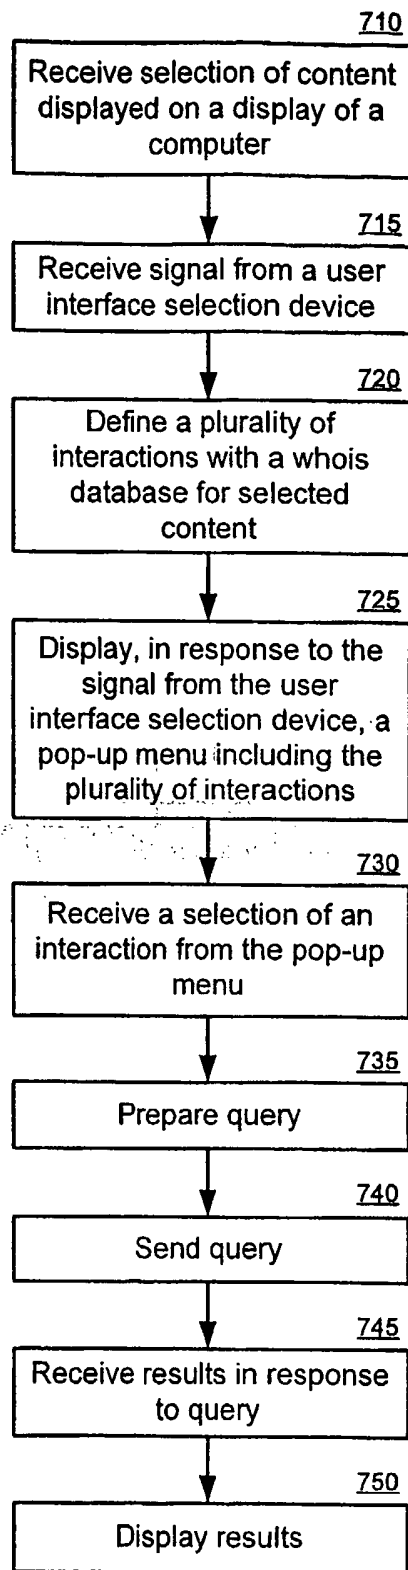 710
Receive selection of content
displayed on a display of a
computer
715
Receive signal from a user
interface selection device
720
Define a plurality of
interactions with a whois
database for selected
content
725
Display, in response to the
signal from the user
interface selection device, a
pop-up menu including the
plurality of interactions
730
Receive a selection of an
interaction from the pop-up
menu
735
Prepare query
740
Send query
745
Receive results in response
to query
750
Display results